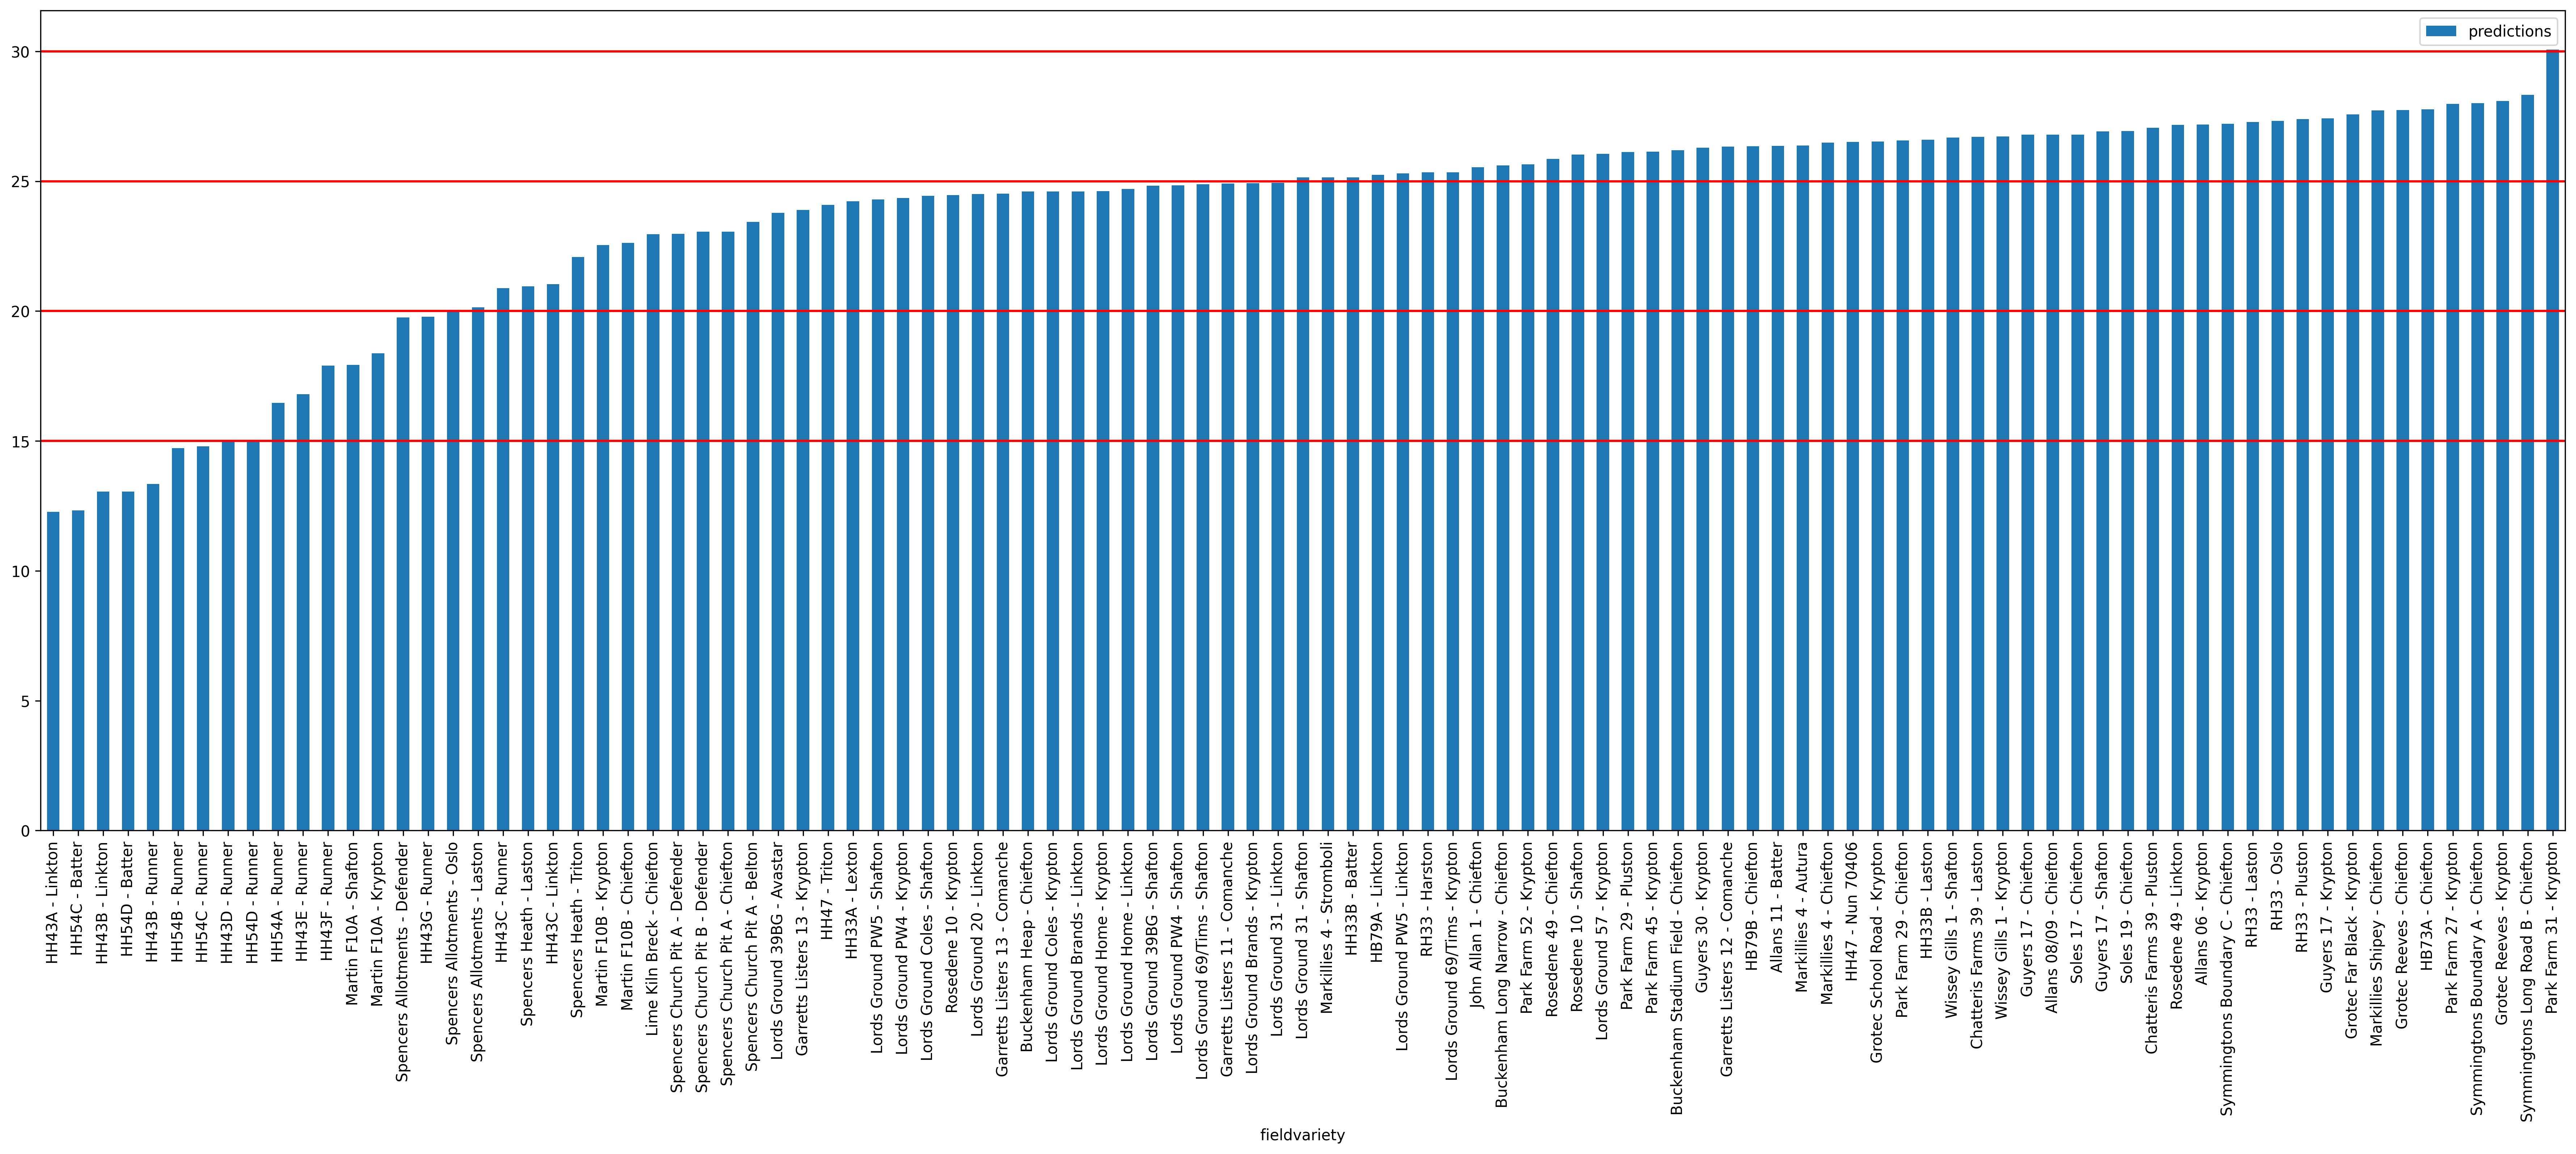 predictions
30
25
20
15
10
5
0
HH43A - Linkton
HH54C - Batter
HH43B - Linkton
HH54D - Batter
HH43B - Runner
HH54B - Runner
HH54C - Runner
HH43D - Runner
HH54D - Runner
HH54A - Runner
HH43E - Runner
HH43F - Runner
Martin F10A - Shafton
Martin F10A - Krypton
Spencers Allotments - Defender
HH43G - Runner
Spencers Allotments - Oslo
Spencers Allotments - Laston
HH43C - Runner
Spencers Heath - Laston
HH43C - Linkton
Spencers Heath - Triton
Martin F10B - Krypton
Martin F10B - Chiefton
Lime Kiln Breck - Chiefton
Spencers Church Pit A - Defender
Spencers Church Pit B - Defender
Spencers Church Pit A - Chiefton
Spencers Church Pit A - Belton
Lords Ground 39BG - Avastar
Garretts Listers 13 - Krypton
HH47 - Triton
HH33A - Lexton
Lords Ground PW5 - Shafton
Lords Ground PW4 - Krypton
Lords Ground Coles - Shafton
Rosedene 10 - Krypton
Lords Ground 20 - Linkton
Garretts Listers 13 - Comanche
Buckenham Heap - Chiefton
Lords Ground Coles - Krypton
Lords Ground Brands - Linkton
Lords Ground Home - Krypton
Lords Ground Home - Linkton
Lords Ground 39BG - Shafton
Lords Ground PW4 - Shafton
Lords Ground 69/Tims - Shafton
Garretts Listers 11 - Comanche
Lords Ground Brands - Krypton
Lords Ground 31 - Linkton
Lords Ground 31 - Shafton
Markillies 4 - Stromboli
HH33B - Batter
HB79A - Linkton
Lords Ground PW5 - Linkton
RH33 - Harston
Lords Ground 69/Tims - Krypton
John Allan 1 - Chiefton
Buckenham Long Narrow - Chiefton
Park Farm 52 - Krypton
Rosedene 49 - Chiefton
Rosedene 10 - Shafton
Lords Ground 57 - Krypton
Park Farm 29 - Pluston
Park Farm 45 - Krypton
Buckenham Stadium Field - Chiefton
Guyers 30 - Krypton
Garretts Listers 12 - Comanche
HB79B - Chiefton
Allans 11 - Batter
Markillies 4 - Autura
Markillies 4 - Chiefton
HH47 - Nun 70406
Grotec School Road - Krypton
Park Farm 29 - Chiefton
HH33B - Laston
Wissey Gills 1 - Shafton
Chatteris Farms 39 - Laston
Wissey Gills 1 - Krypton
Guyers 17 - Chiefton
Allans 08/09 - Chiefton
Soles 17 - Chiefton
Guyers 17 - Shafton
Soles 19 - Chiefton
Chatteris Farms 39 - Pluston
Rosedene 49 - Linkton
Allans 06 - Krypton
Symmingtons Boundary C - Chiefton
RH33 - Laston
RH33 - Oslo
RH33 - Pluston
Guyers 17 - Krypton
Grotec Far Black - Krypton
Markillies Shipey - Chiefton
Grotec Reeves - Chiefton
HB73A - Chiefton
Park Farm 27 - Krypton
Symmingtons Boundary A - Chiefton
Grotec Reeves - Krypton
Symmingtons Long Road B - Chiefton
Park Farm 31 - Krypton
fieldvariety